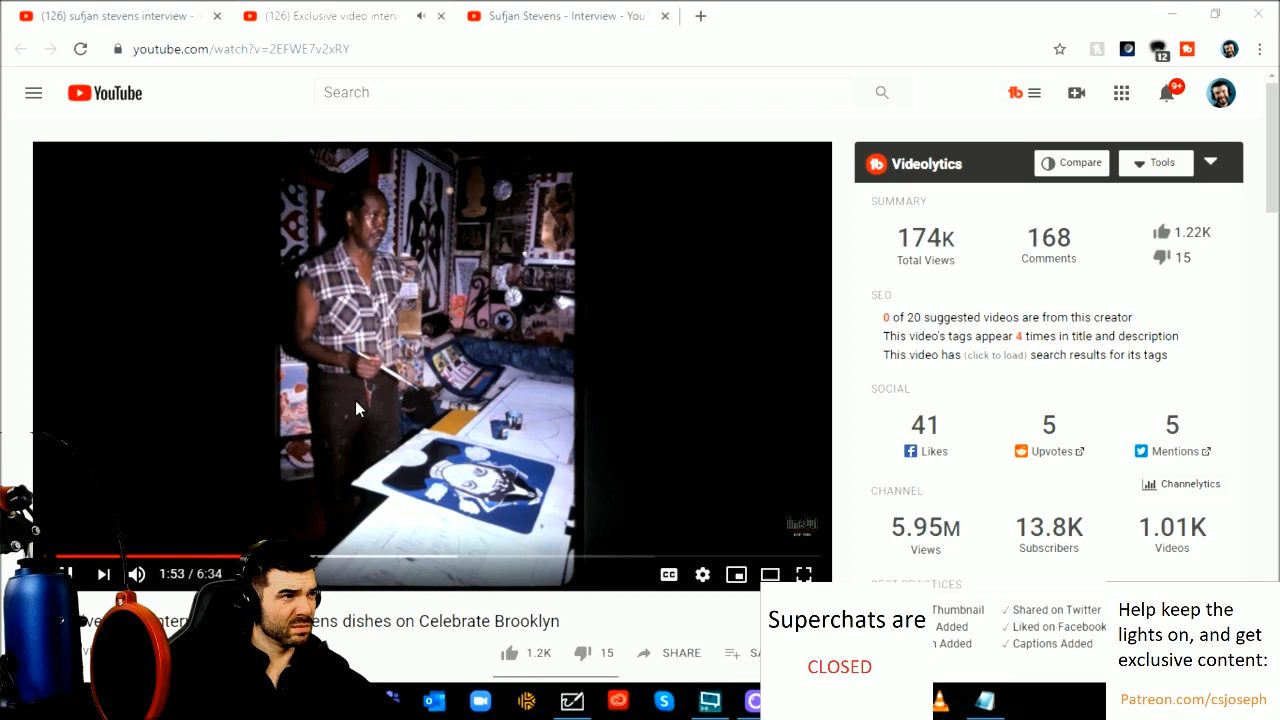 (126) sufjan stevens interview - Y
(126) Exclusive video interv
Sufjan Stevens - Interview - YouT
youtube.com/watch?v=2EFWE7v2xRY
12
YouTube
Search
9+
Videolytics
Compare
Tools
SUMMARY
174K
Total Views
168
Comments
1.22K
15
SEO
0 of 20 suggested videos are from this creator
This video's tags appear 4 times in title and description
This video has (click to load) search results for its tags
SOCIAL
41
Likes
5
Upvotes
5
Mentions
Channelytics
CHANNEL
5.95M
Views
13.8K
Subscribers
1.01K
Videos
1:53 / 6:34
CC
ens dishes on Celebrate Brooklyn
1.2K
15
SHARE
SA
Thumbnail
Shared on Twitter
Added
Liked on Facebook
Added
Captions Added
Superchats are
CLOSED
Help keep the
lights on, and get
exclusive content:
Patreon.com/csjoseph